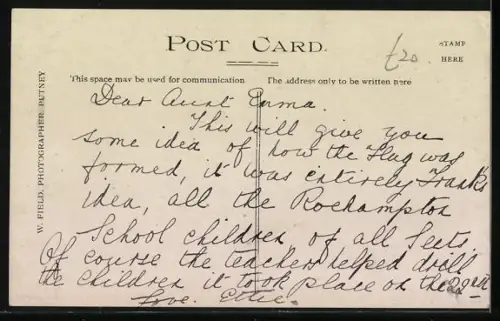 POST CARD.
£20
STAMP
HERE
This space may be used for communication
The address only to be written here
W. FIELD, PHOTOGRAPHER, PUTNEY
Dear Aunt Emma.
This will give you
some idea of how the Flag was
formed, it was entirely Frank's
idea, all the Roehampton
School children of all Sects.
Of course the teachers helped drill
the children it took place on the
Love. Ettie.